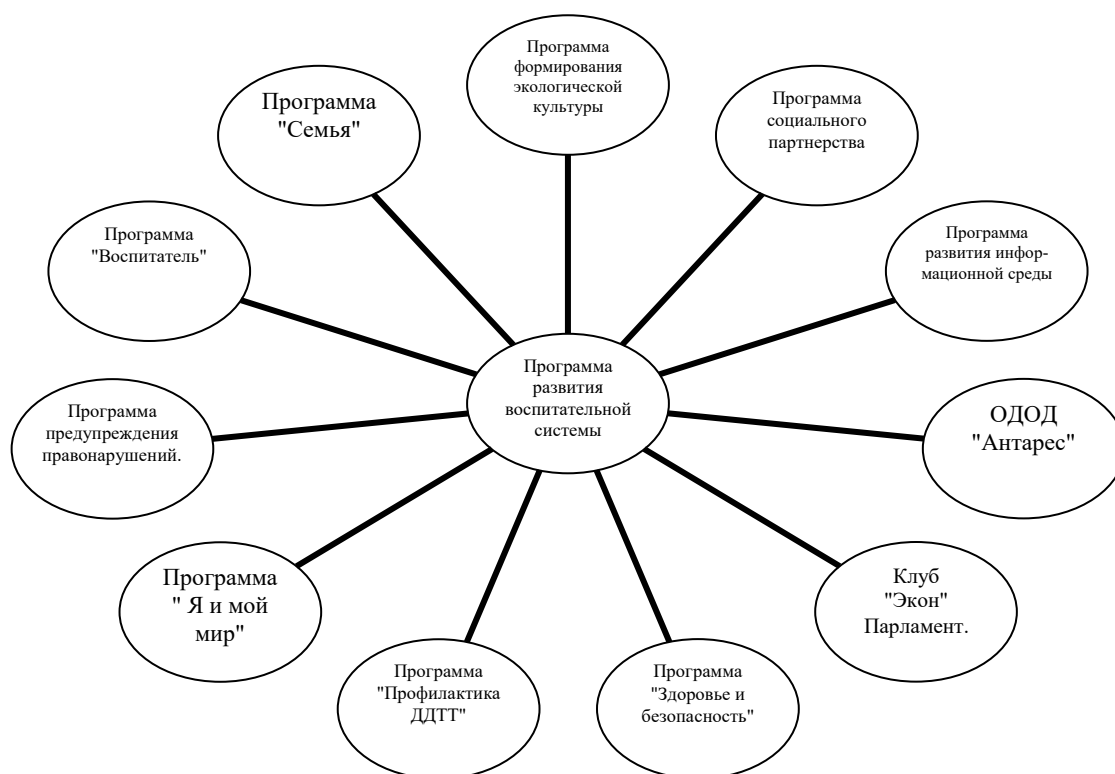 Программа
формирования
экологической
культуры
Программа
социального
партнерства
Программа
развития инфор-
мационной среды
ОДОД
"Антарес"
Клуб
"Экон"
Парламент.
Программа
"Здоровье и
безопасность"
Программа
"Профилактика
ДДТТ"
Программа
" Я и мой
мир"
Программа
предупреждения
правонарушений.
Программа
"Воспитатель"
Программа
"Семья"
Программа
развития
воспитательной
системы